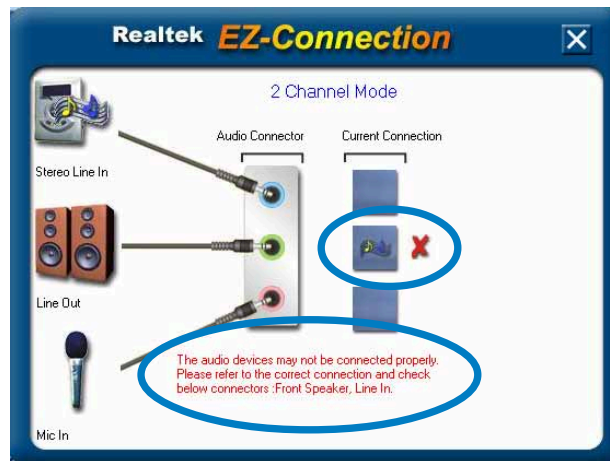 Realtek EZ-Connection
2 Channel Mode
Audio Connector
Current Connection
Stereo Line In
Line Out
The audio devices may not be connected properly.
Please refer to the correct connection and check
below connectors :Front Speaker, Line In.
Mic In